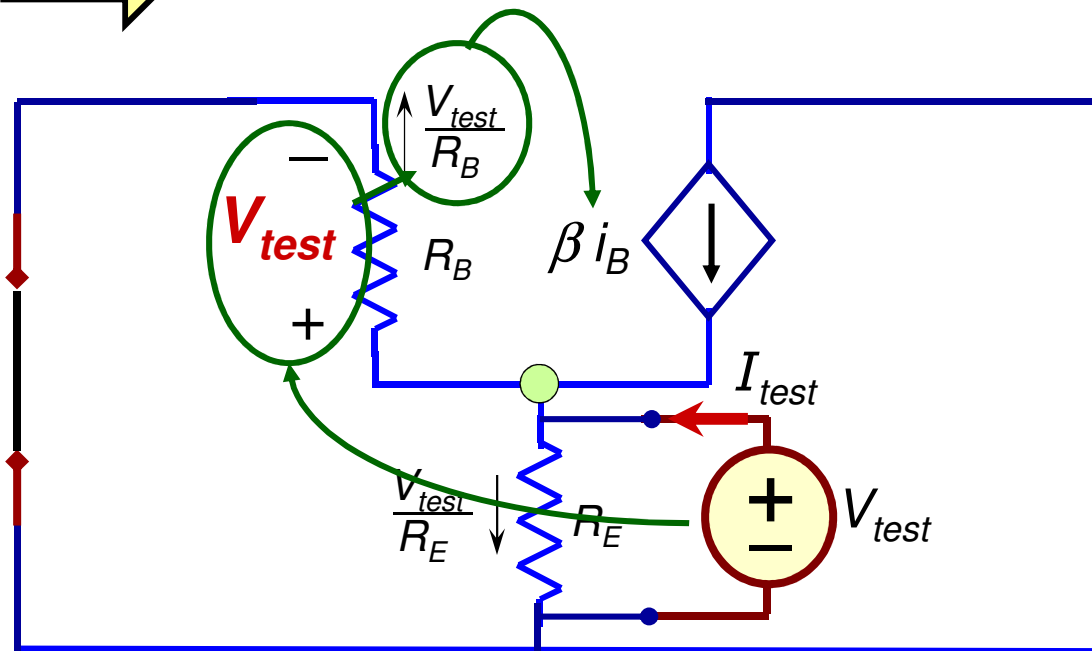 V_test
R_B
–
V_test
+
R_B
β i_B
I_test
V_test
R_E
R_E
+
–
V_test